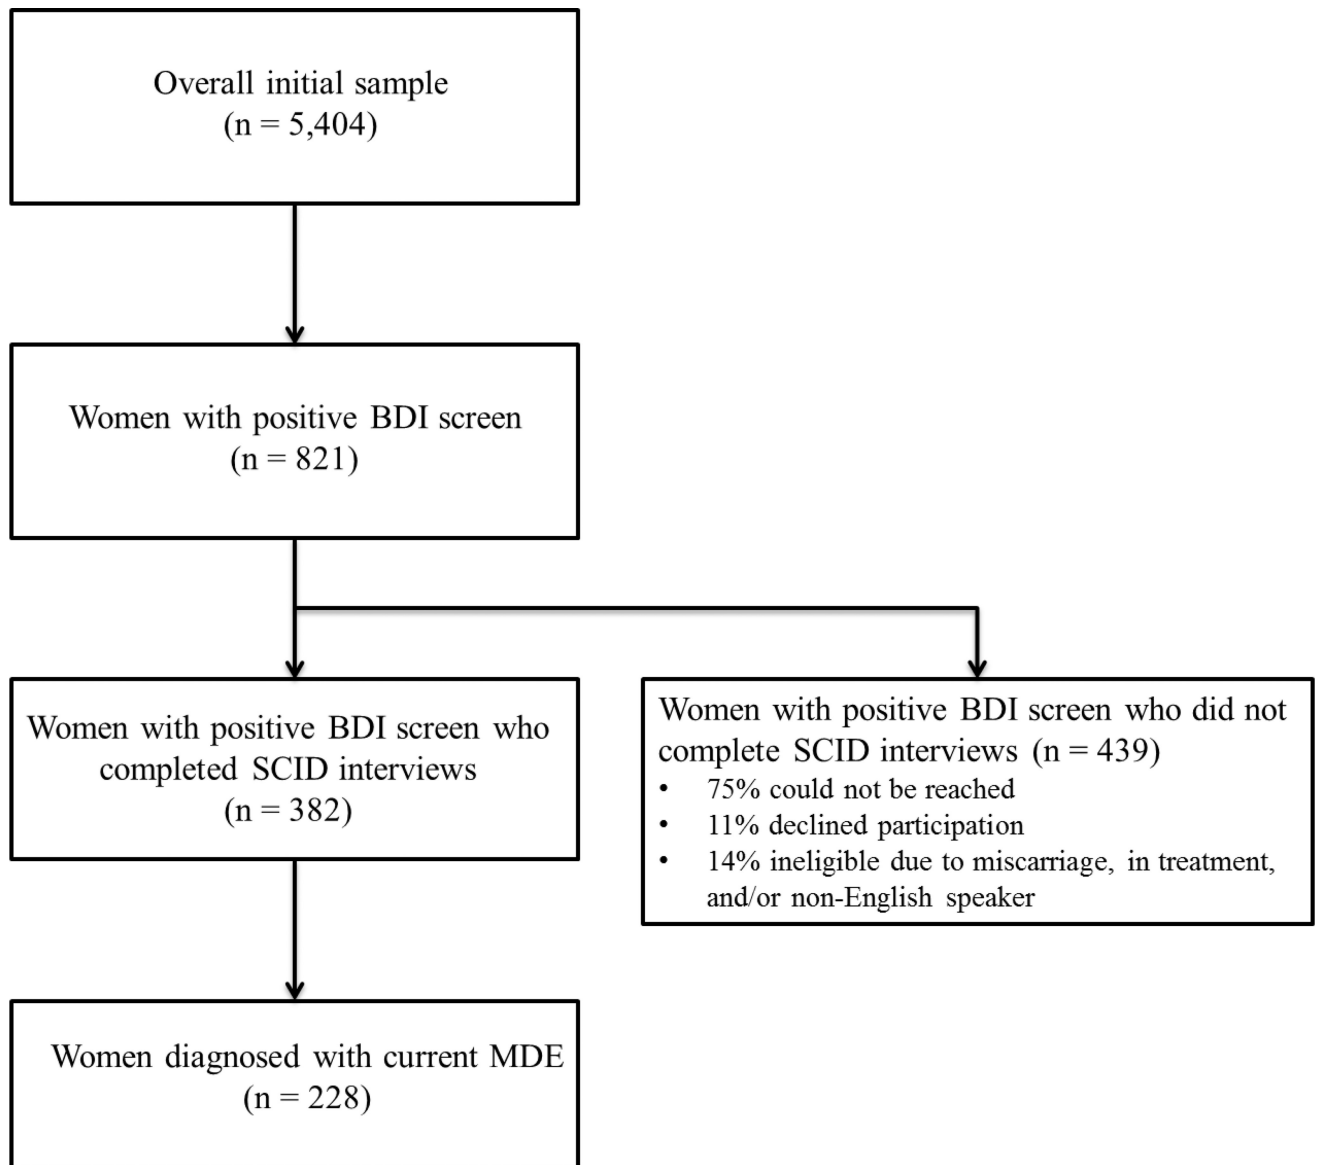 Overall initial sample
(n = 5,404)
Women with positive BDI screen
(n = 821)
Women with positive BDI screen who
completed SCID interviews
(n = 382)
Women with positive BDI screen who did not
complete SCID interviews (n = 439)
• 75% could not be reached
• 11% declined participation
• 14% ineligible due to miscarriage, in treatment,
and/or non-English speaker
Women diagnosed with current MDE
(n = 228)